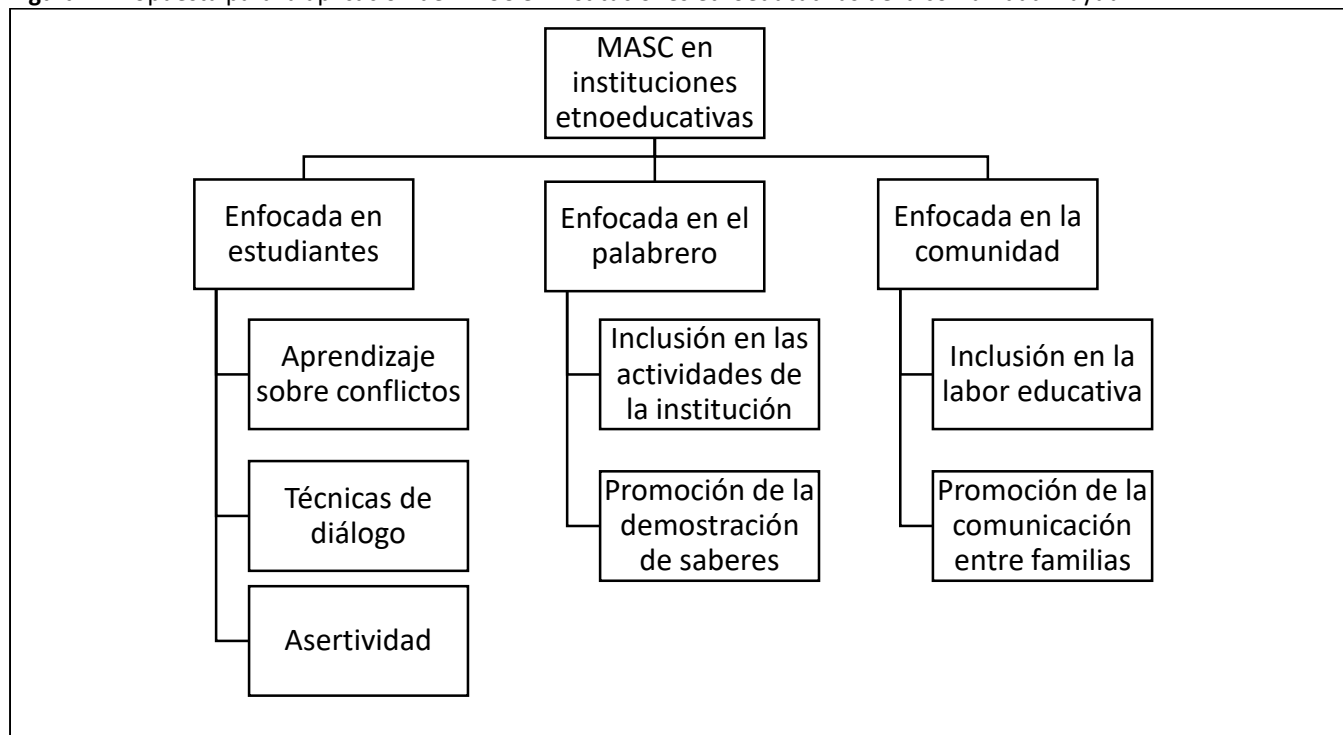 MASC en
instituciones
etnoeducativas
Enfocada en
estudiantes
Aprendizaje
sobre conflictos
Técnicas de
diálogo
Asertividad
Enfocada en el
palabrero
Inclusión en las
actividades de
la institución
Promoción de la
demostración
de saberes
Enfocada en la
comunidad
Inclusión en la
labor educativa
Promoción de la
comunicación
entre familias